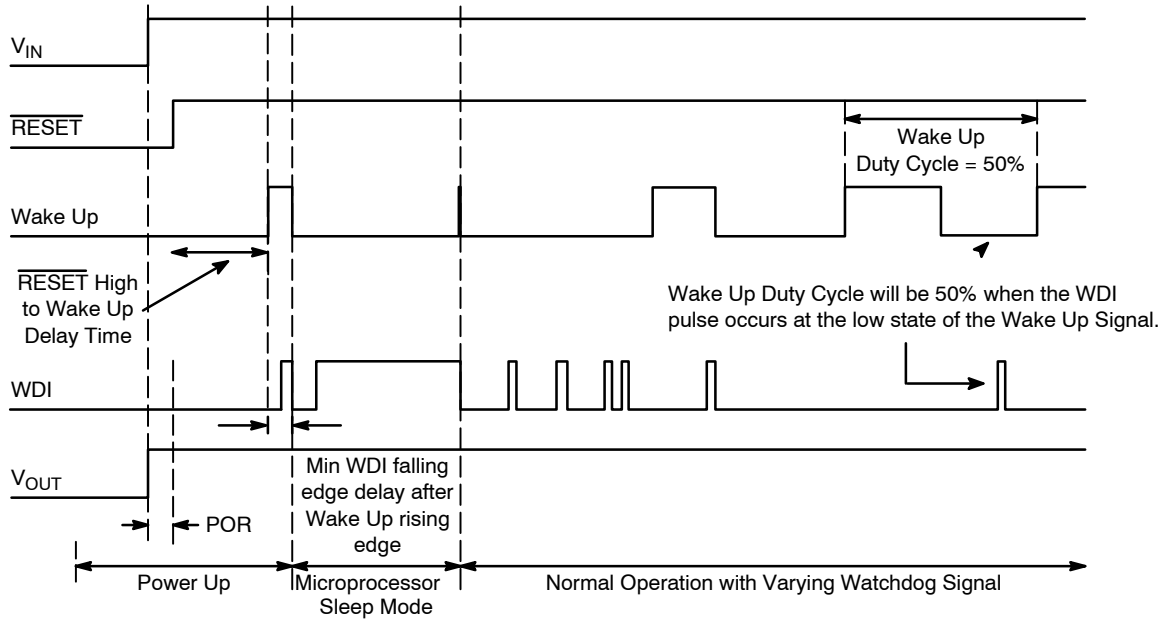 VIN
RESET
Wake Up
Duty Cycle = 50%
Wake Up
RESET High
to Wake Up
Delay Time
Wake Up Duty Cycle will be 50% when the WDI
pulse occurs at the low state of the Wake Up Signal.
WDI
VOUT
Min WDI falling
edge delay after
Wake Up rising
edge
POR
Power Up
Microprocessor
Sleep Mode
Normal Operation with Varying Watchdog Signal